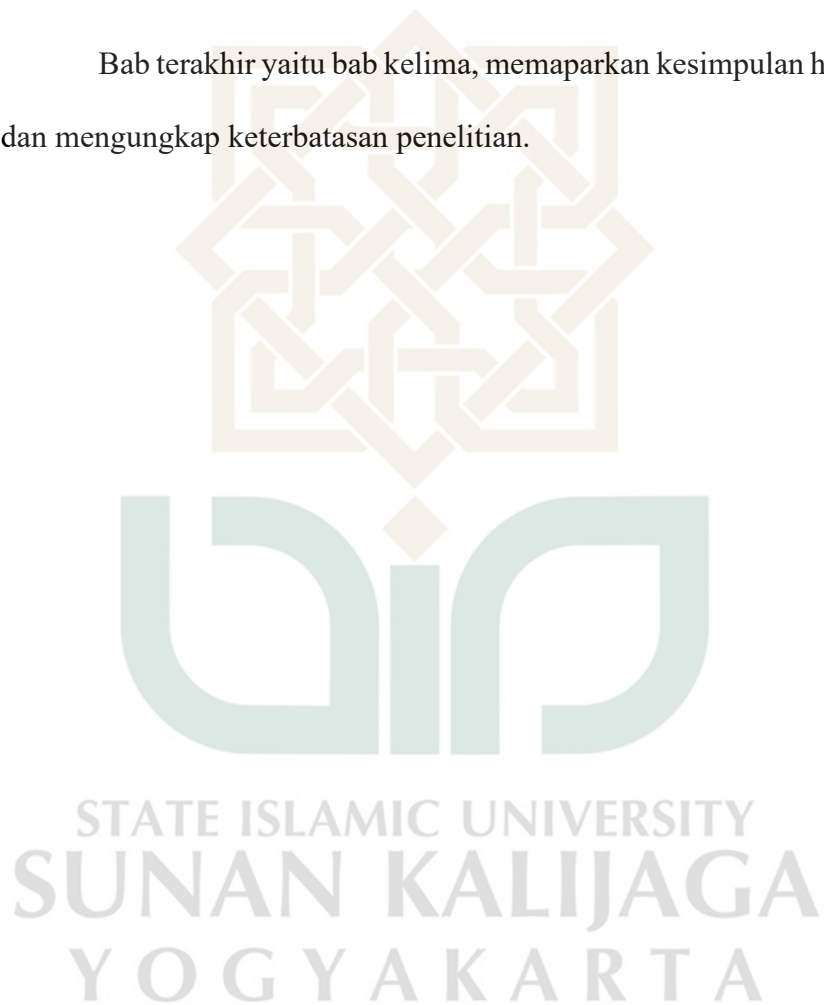 Bab terakhir yaitu bab kelima, memaparkan kesimpulan h
dan mengungkap keterbatasan penelitian.
STATE ISLAMIC UNIVERSITY
SUNAN KALIJAGA
YOGYAKARTA